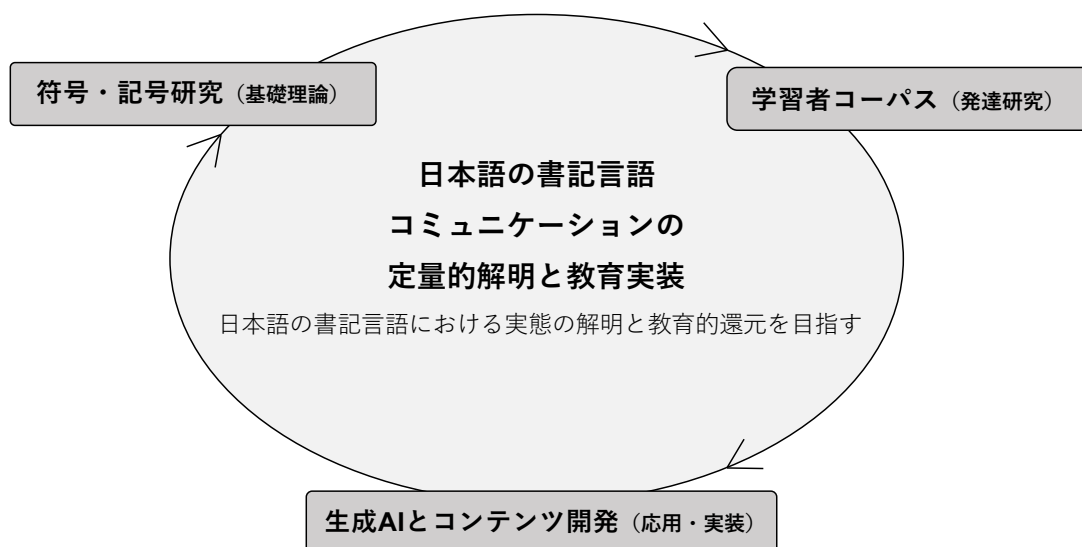 符号・記号研究（基礎理論）
学習者コーパス（発達研究）
日本語の書記言語
コミュニケーションの
定量的解明と教育実装
日本語の書記言語における実態の解明と教育的還元を目指す
生成AIとコンテンツ開発（応用・実装）